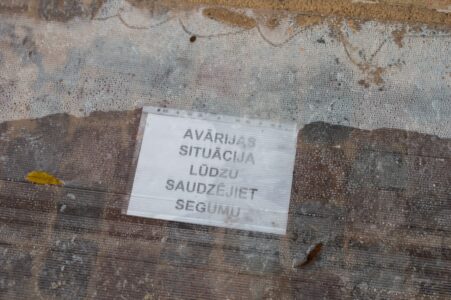 AVĀRIJAS
SITUĀCIJA
LŪDZU
SAUDZĒJIET
SEGUMU